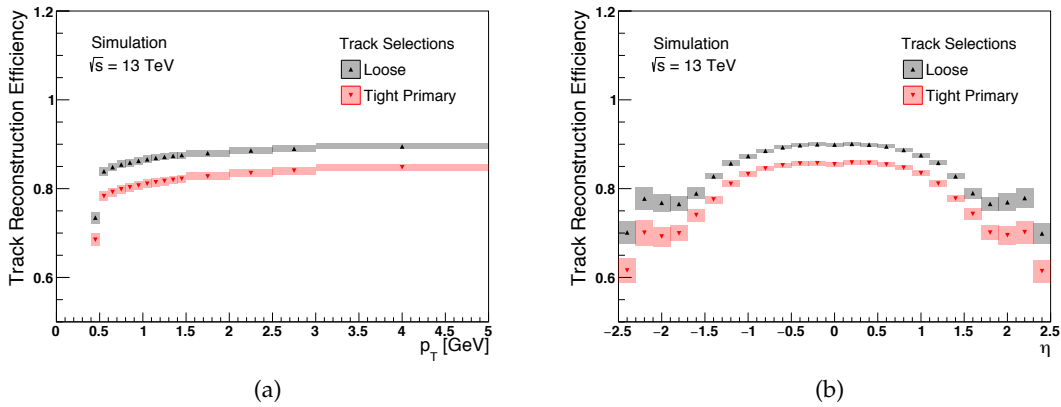 Track Reconstruction Efficiency
1.2
1
0.8
0.6
Simulation
√s = 13 TeV
Track Selections
Loose
Tight Primary
0 0.5 1 1.5 2 2.5 3 3.5 4 4.5 5
p_T [GeV]
(a)
Track Reconstruction Efficiency
1.2
1
0.8
0.6
Simulation
√s = 13 TeV
Track Selections
Loose
Tight Primary
−2.5 −2 −1.5 −1 −0.5 0 0.5 1 1.5 2 2.5
η
(b)